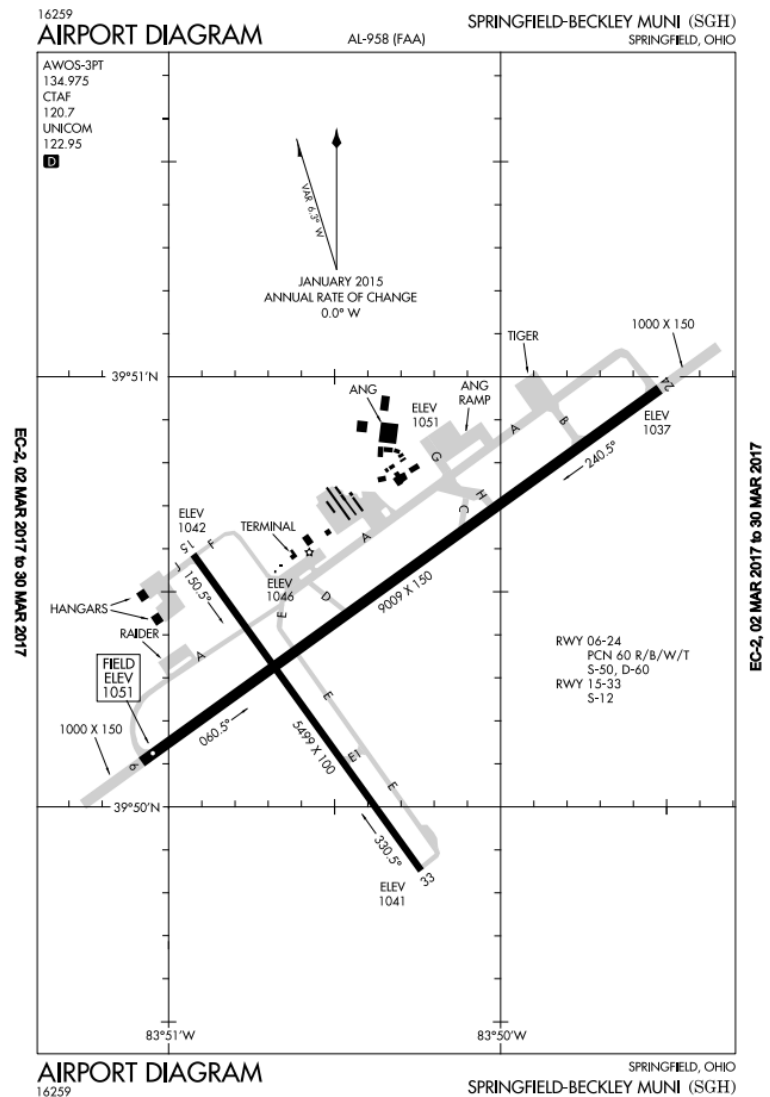 16259
AIRPORT DIAGRAM
AL-958 (FAA)
SPRINGFIELD-BECKLEY MUNI (SGH)
SPRINGFIELD, OHIO
AWOS-3PT
134.975
CTAF
120.7
UNICOM
122.95
D
VAR 6.3° W
JANUARY 2015
ANNUAL RATE OF CHANGE
0.0° W
TIGER
1000 X 150
39°51'N
ANG
ELEV
1051
ANG
RAMP
24
ELEV
1037
A
B
240.5°
G
H
C
ELEV
1042
15
F
J
TERMINAL
A
150.5°
ELEV
1046
D
E
9009 X 150
HANGARS
RAIDER
A
FIELD
ELEV
1051
RWY 06-24
PCN 60 R/B/W/T
S-50, D-60
RWY 15-33
S-12
E
060.5°
5499 X 100
1000 X 150
6
E1
E
39°50'N
330.5°
33
ELEV
1041
83°51'W
83°50'W
EC-2, 02 MAR 2017 to 30 MAR 2017
EC-2, 02 MAR 2017 to 30 MAR 2017
AIRPORT DIAGRAM
16259
SPRINGFIELD, OHIO
SPRINGFIELD-BECKLEY MUNI (SGH)